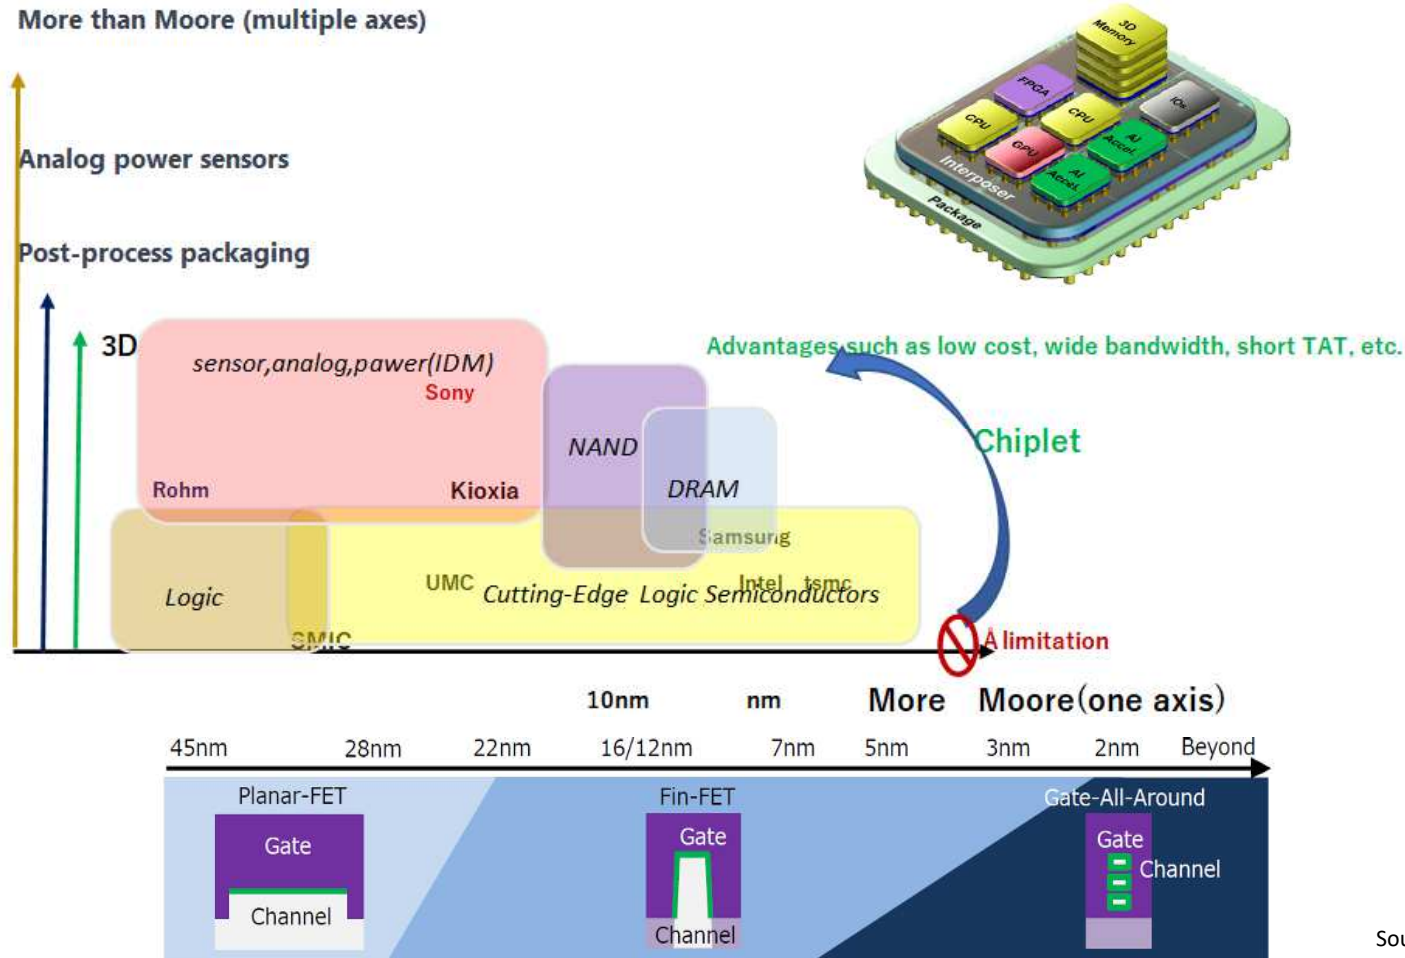 More than Moore (multiple axes)
3D
Memory
FPGA
IOs
CPU
CPU
AI
Accel.
GPU
AI
Accel.
Interposer
Package
Analog power sensors
Post-process packaging
3D
sensor,analog,pawer(IDM)
Sony
Advantages such as low cost, wide bandwidth, short TAT, etc.
Chiplet
NAND
DRAM
Rohm
Kioxia
Samsung
UMC
Intel
tsmc
Cutting-Edge Logic Semiconductors
Logic
SMIC
Å limitation
10nm
nm
More Moore(one axis)
45nm 28nm 22nm 16/12nm 7nm 5nm 3nm 2nm Beyond
Planar-FET
Gate
Channel
Fin-FET
Gate
Channel
Gate-All-Around
Gate
Channel
Sou